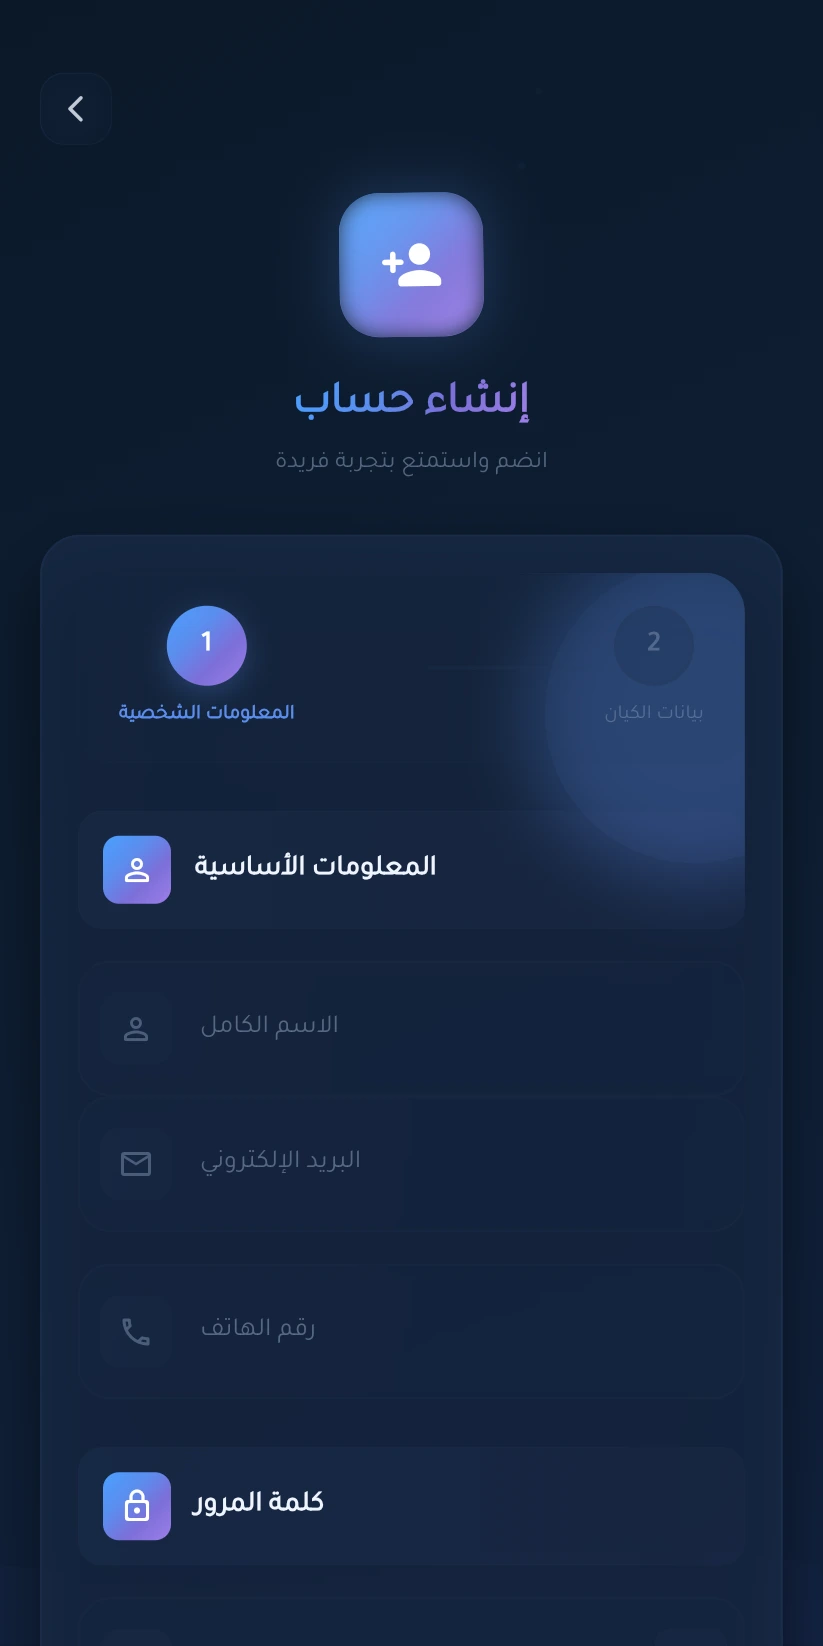 إنشاء حساب
انضم واستمتع بتجربة فريدة
1
المعلومات الشخصية
2
بيانات الكيان
المعلومات الأساسية
الاسم الكامل
البريد الإلكتروني
رقم الهاتف
كلمة المرور